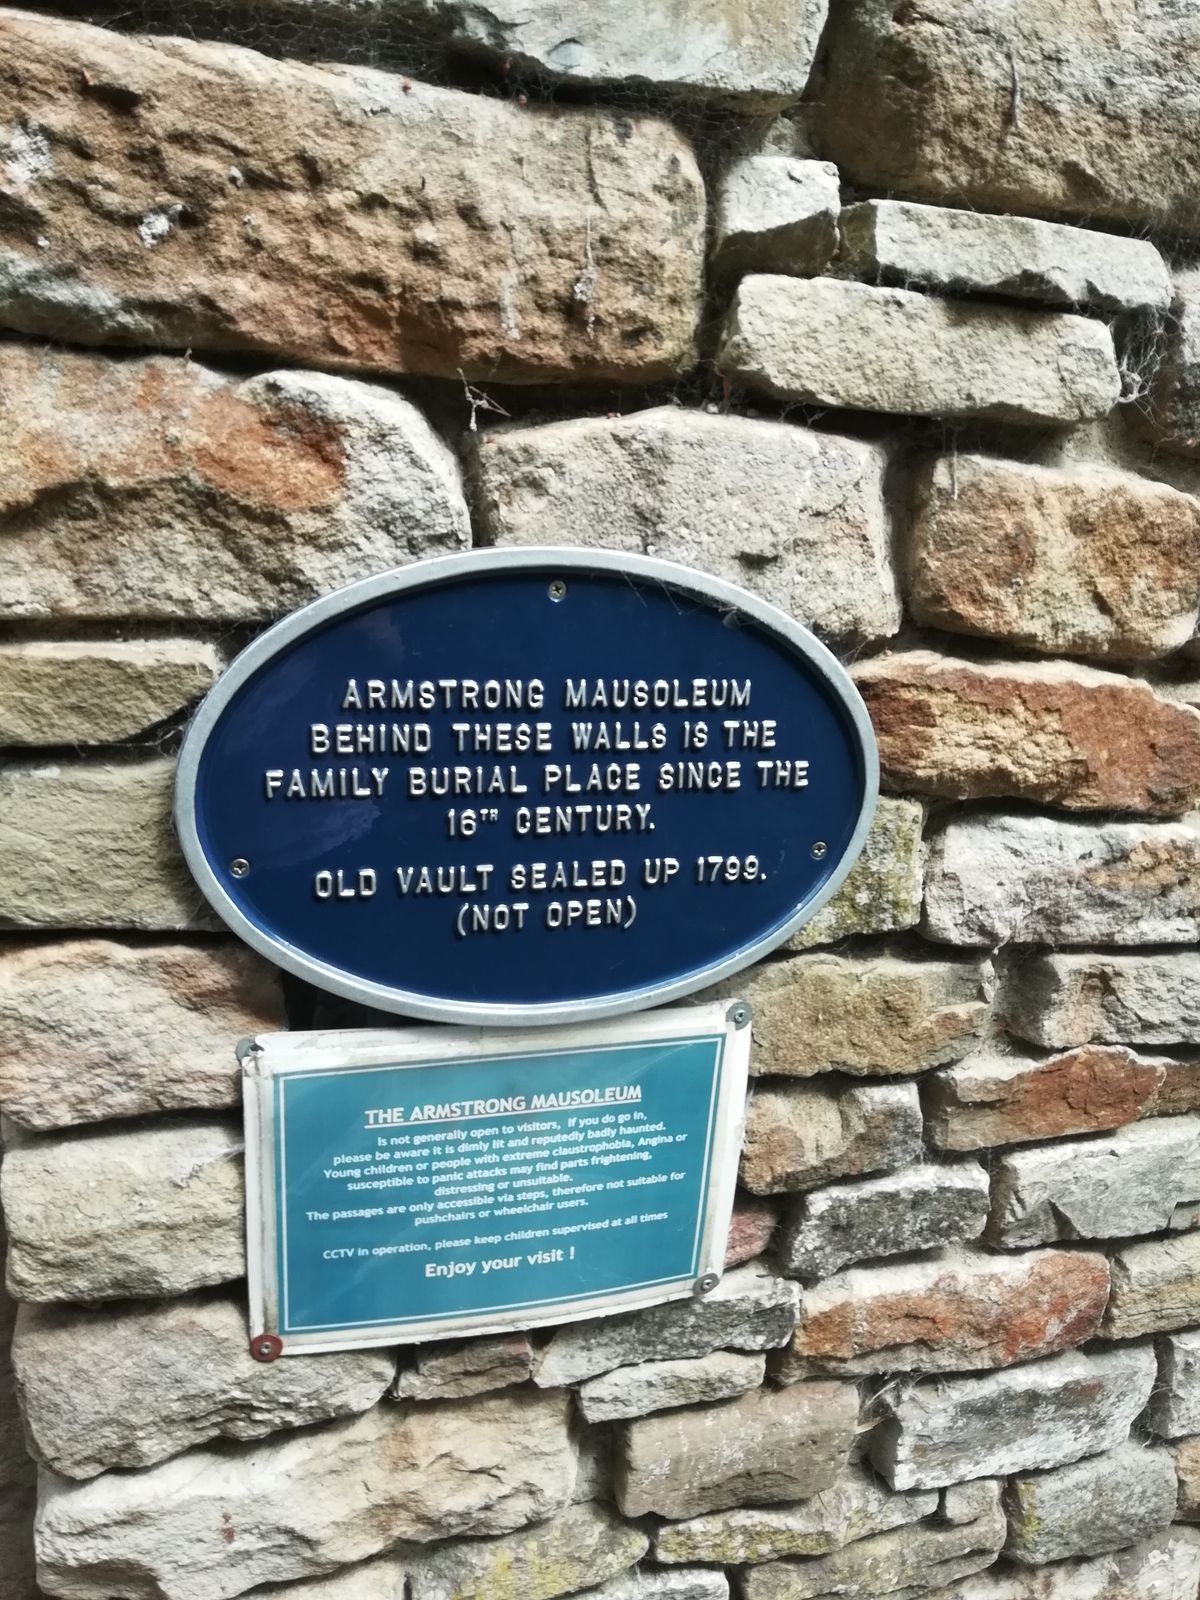 ARMSTRONG MAUSOLEUM
BEHIND THESE WALLS IS THE
FAMILY BURIAL PLACE SINCE THE
16TH CENTURY.
OLD VAULT SEALED UP 1799.
(NOT OPEN)
THE ARMSTRONG MAUSOLEUM
Is not generally open to visitors, If you do go in,
please be aware it is dimly lit and reputedly badly haunted.
Young children or people with extreme claustrophobia, Angina or
susceptible to panic attacks may find parts frightening,
distressing or unsuitable.
The passages are only accessible via steps, therefore not suitable for
pushchairs or wheelchair users.
CCTV in operation, please keep children supervised at all times
Enjoy your visit !